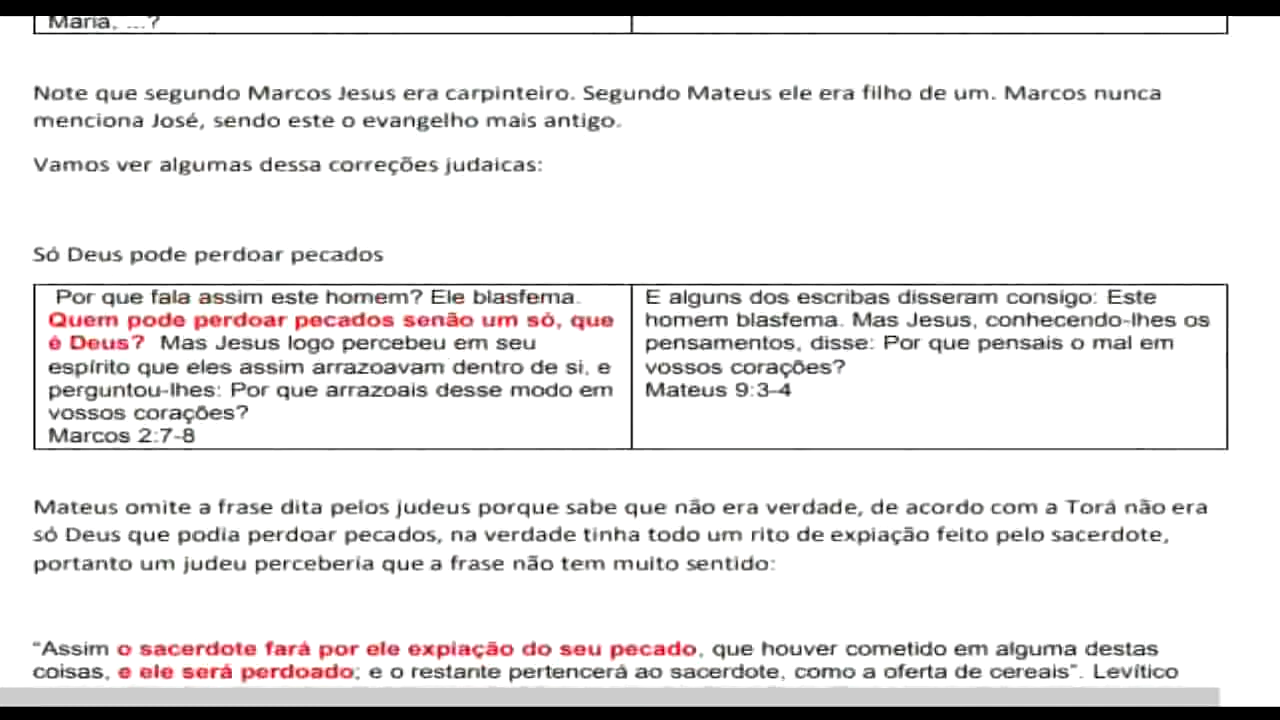 Maria, ...?
Note que segundo Marcos Jesus era carpinteiro. Segundo Mateus ele era filho de um. Marcos nunca
menciona José, sendo este o evangelho mais antigo.
Vamos ver algumas dessa correções judaicas:
Só Deus pode perdoar pecados
Por que fala assim este homem? Ele blasfema.
Quem pode perdoar pecados senão um só, que
é Deus? Mas Jesus logo percebeu em seu
espírito que eles assim arrazoavam dentro de si, e
perguntou-lhes: Por que arrazoais desse modo em
vossos corações?
Marcos 2:7-8
E alguns dos escribas disseram consigo: Este
homem blasfema. Mas Jesus, conhecendo-lhes os
pensamentos, disse: Por que pensais o mal em
vossos corações?
Mateus 9:3-4
Mateus omite a frase dita pelos judeus porque sabe que não era verdade, de acordo com a Torá não era
só Deus que podia perdoar pecados, na verdade tinha todo um rito de expiação feito pelo sacerdote,
portanto um judeu perceberia que a frase não tem muito sentido:
"Assim o sacerdote fará por ele expiação do seu pecado, que houver cometido em alguma destas
coisas, e ele será perdoado; e o restante pertencerá ao sacerdote, como a oferta de cereais". Levítico